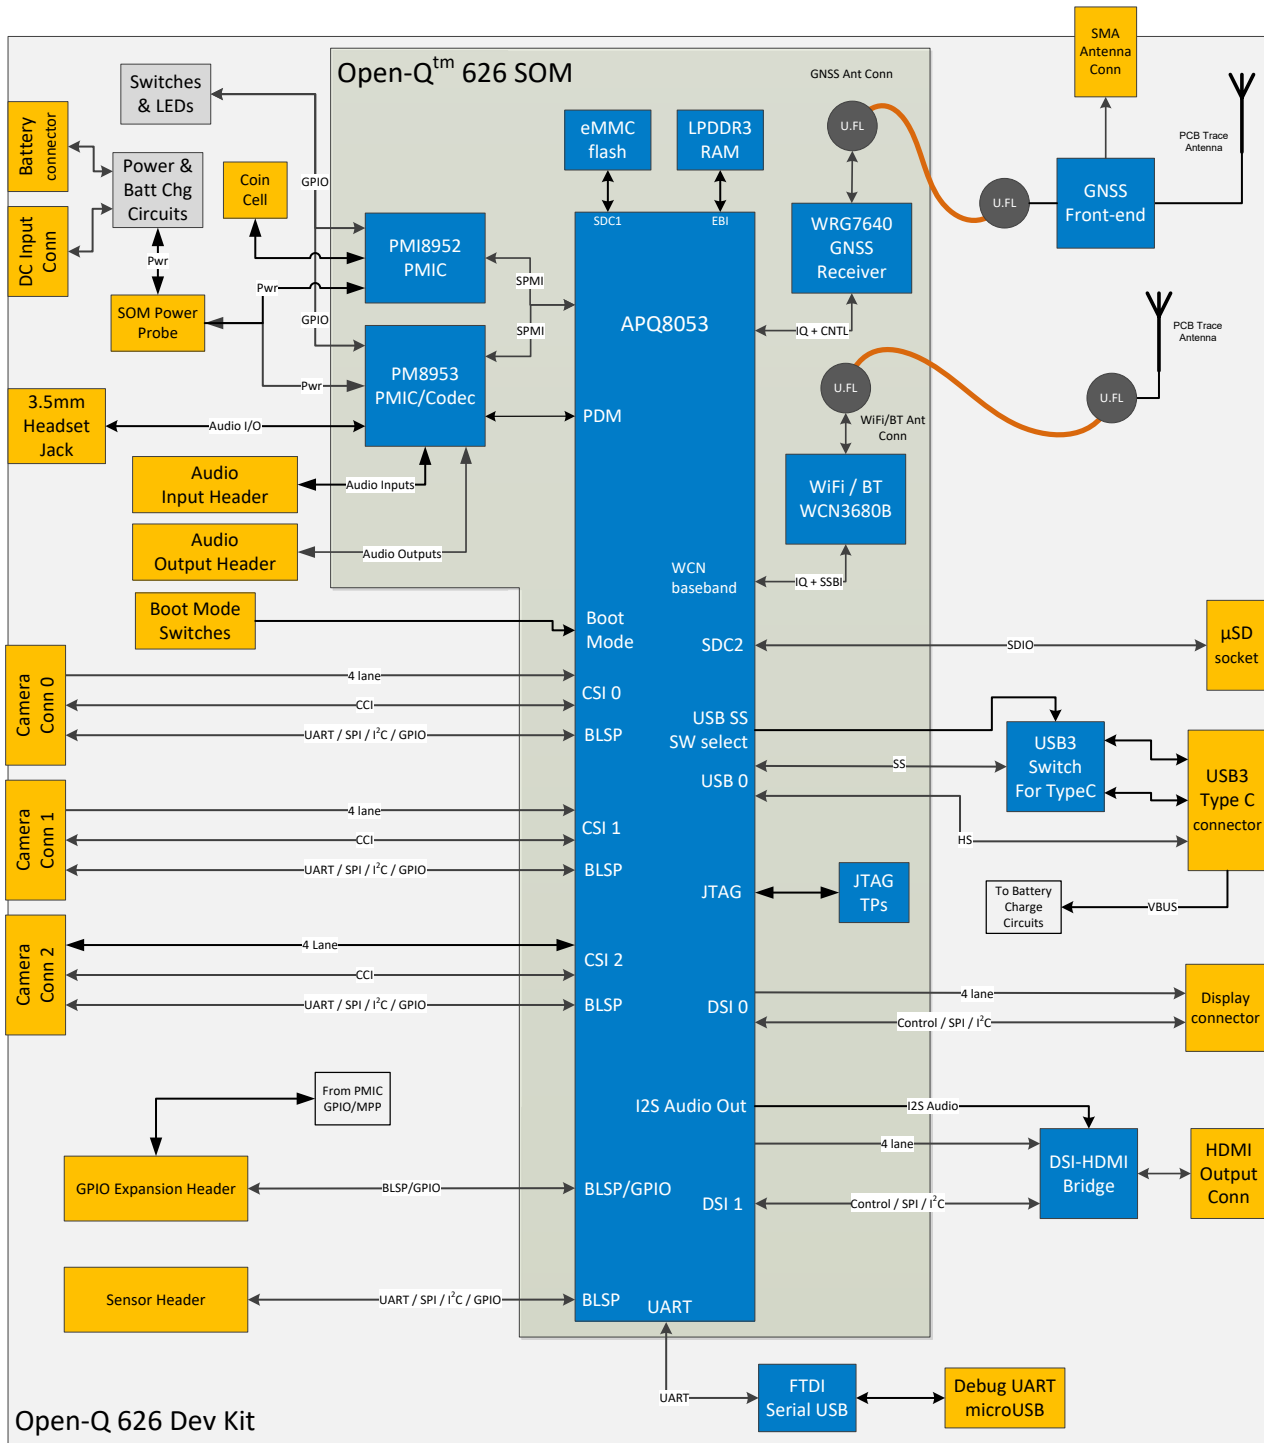 SMA
Antenna
Conn
Open-Qtm 626 SOM
GNSS Ant Conn
Switches
& LEDs
Battery
connector
eMMC
flash
LPDDR3
RAM
U.FL
PCB Trace
Antenna
Power &
Batt Chg
Circuits
Coin
Cell
GPIO
U.FL
GNSS
Front-end
SDC1
EBI
DC Input
Conn
PMI8952
PMIC
WRG7640
GNSS
Receiver
Pwr
SPMI
Pwr
SOM Power
Probe
GPIO
SPMI
APQ8053
IQ + CNTL
PCB Trace
Antenna
PM8953
PMIC/Codec
Pwr
U.FL
U.FL
3.5mm
Headset
Jack
Audio I/O
PDM
WiFi/BT Ant
Conn
Audio
Input Header
Audio Inputs
WiFi / BT
WCN3680B
Audio
Output Header
Audio Outputs
WCN
baseband
IQ + SSBI
Boot Mode
Switches
Boot
Mode
SDC2
SDIO
µSD
socket
Camera
Conn 0
4 lane
CSI 0
CCI
UART / SPI / I2C / GPIO
BLSP
USB SS
SW select
USB3
Switch
For TypeC
USB3
Type C
connector
SS
USB 0
HS
Camera
Conn 1
4 lane
CSI 1
CCI
UART / SPI / I2C / GPIO
BLSP
JTAG
JTAG
TPs
To Battery
Charge
Circuits
VBUS
Camera
Conn 2
4 Lane
CSI 2
CCI
UART / SPI / I2C / GPIO
BLSP
DSI 0
4 lane
Control / SPI / I2C
Display
connector
From PMIC
GPIO/MPP
I2S Audio Out
I2S Audio
4 lane
DSI-HDMI
Bridge
HDMI
Output
Conn
GPIO Expansion Header
BLSP/GPIO
BLSP/GPIO
DSI 1
Control / SPI / I2C
Sensor Header
UART / SPI / I2C / GPIO
BLSP
UART
UART
FTDI
Serial USB
Debug UART
microUSB
Open-Q 626 Dev Kit